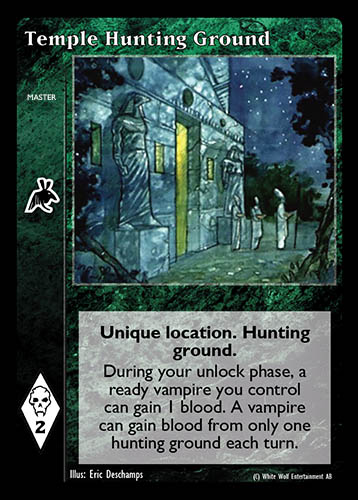 Temple Hunting Ground
MASTER
Unique location. Hunting
ground.
During your unlock phase, a
ready vampire you control
can gain 1 blood. A vampire
can gain blood from only one
hunting ground each turn.
2
Illus: Eric Deschamps
(C) White Wolf Entertainment AB